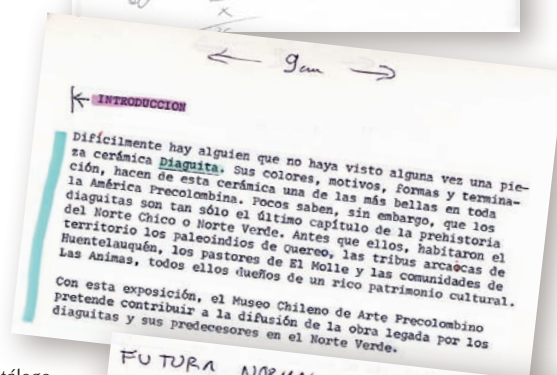 ← 9 cm →
INTRODUCCION
Difícilmente hay alguien que no haya visto alguna vez una pie-
za cerámica Diaguita. Sus colores, motivos, formas y termina-
ción, hacen de esta cerámica una de las más bellas en toda
la América Precolombina. Pocos saben, sin embargo, que los
diaguitas son tan sólo el último capítulo de la prehistoria
del Norte Chico o Norte Verde. Antes que ellos, habitaron el
territorio los paleoíndios de Quereo, las tribus arcaocas de
Huentelauquén, los pastores de El Molle y las comunidades de
Las Animas, todos ellos dueños de un rico patrimonio cultural.
Con esta exposición, el Museo Chileno de Arte Precolombino
pretende contribuir a la difusión de la obra legada por los
diaguitas y sus predecesores en el Norte Verde.
FUTURA